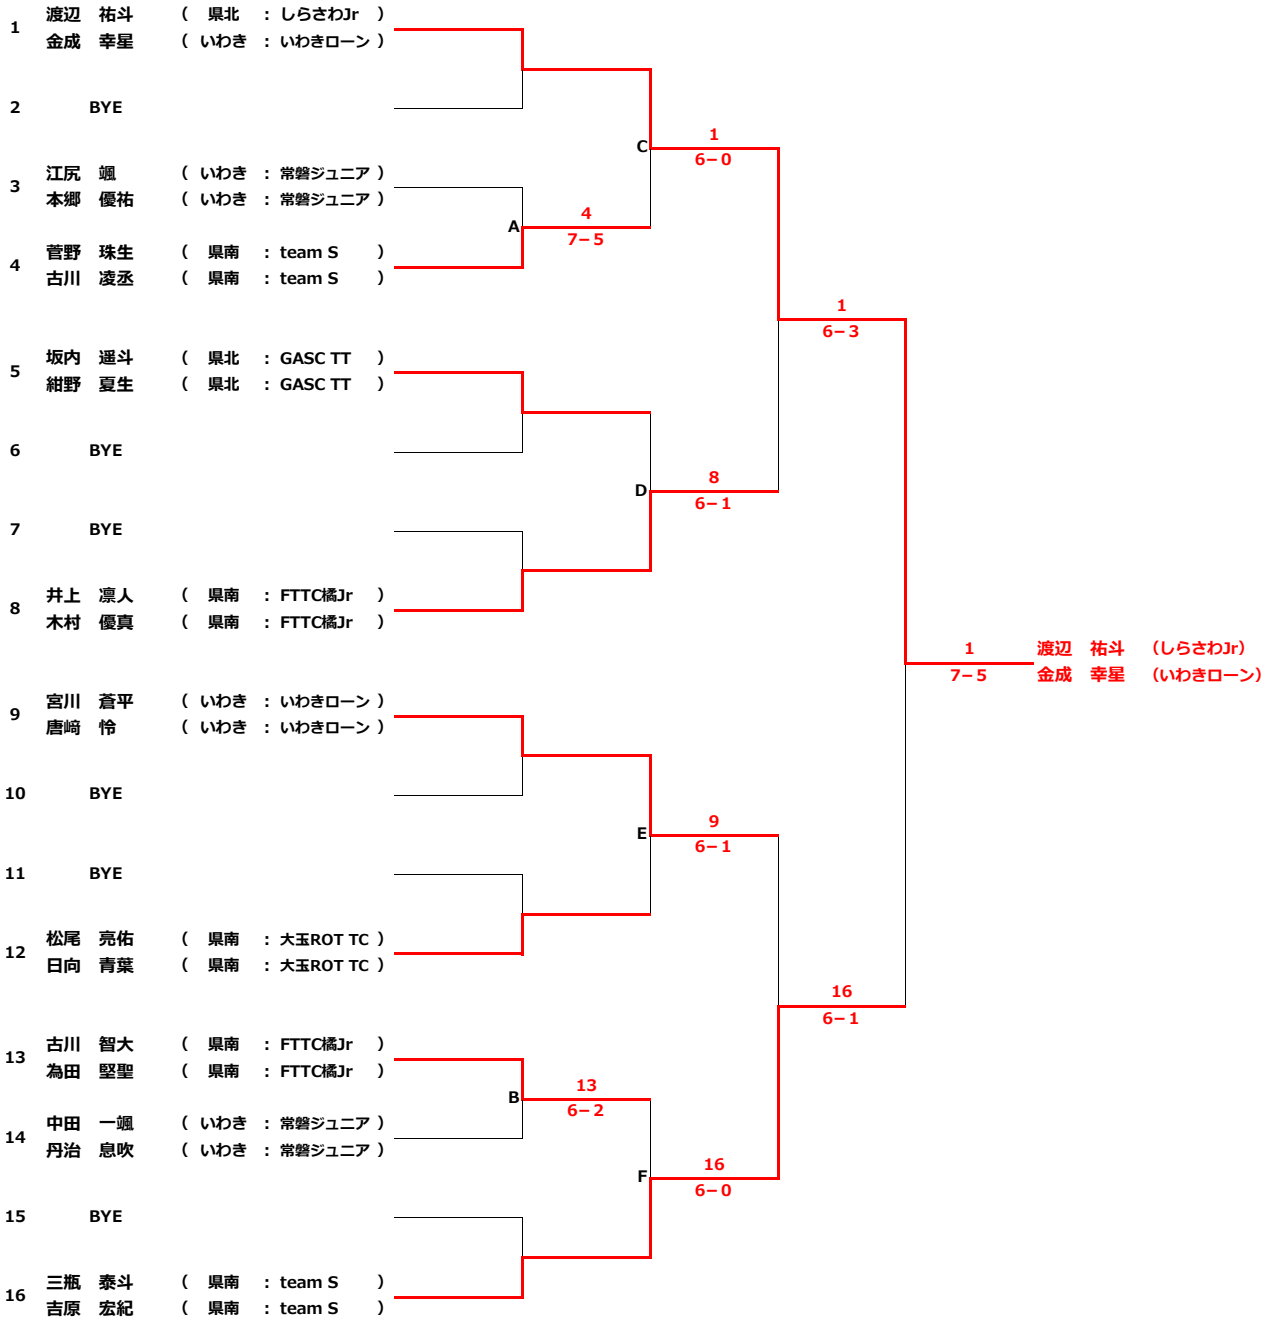 渡辺 祐斗 ( 県北 : しらさわJr )
1
金成 幸星 ( いわき : いわきローン )
2 BYE
C
1
6−0
江尻 颯 ( いわき : 常磐ジュニア )
3
本郷 優祐 ( いわき : 常磐ジュニア )
A
4
7−5
菅野 珠生 ( 県南 : team S )
4
古川 凌丞 ( 県南 : team S )
1
6−3
坂内 遥斗 ( 県北 : GASC TT )
5
紺野 夏生 ( 県北 : GASC TT )
6 BYE
D
8
6−1
7 BYE
井上 凛人 ( 県南 : FTTC橘Jr )
8
木村 優真 ( 県南 : FTTC橘Jr )
1
7−5
渡辺 祐斗 (しらさわJr)
金成 幸星 (いわきローン)
宮川 蒼平 ( いわき : いわきローン )
9
唐﨑 怜 ( いわき : いわきローン )
10 BYE
E
9
6−1
11 BYE
松尾 亮佑 ( 県南 : 大玉ROT TC )
12
日向 青葉 ( 県南 : 大玉ROT TC )
16
6−1
古川 智大 ( 県南 : FTTC橘Jr )
13
為田 堅聖 ( 県南 : FTTC橘Jr )
B
13
6−2
中田 一颯 ( いわき : 常磐ジュニア )
14
丹治 息吹 ( いわき : 常磐ジュニア )
F
16
6−0
15 BYE
三瓶 泰斗 ( 県南 : team S )
16
吉原 宏紀 ( 県南 : team S )